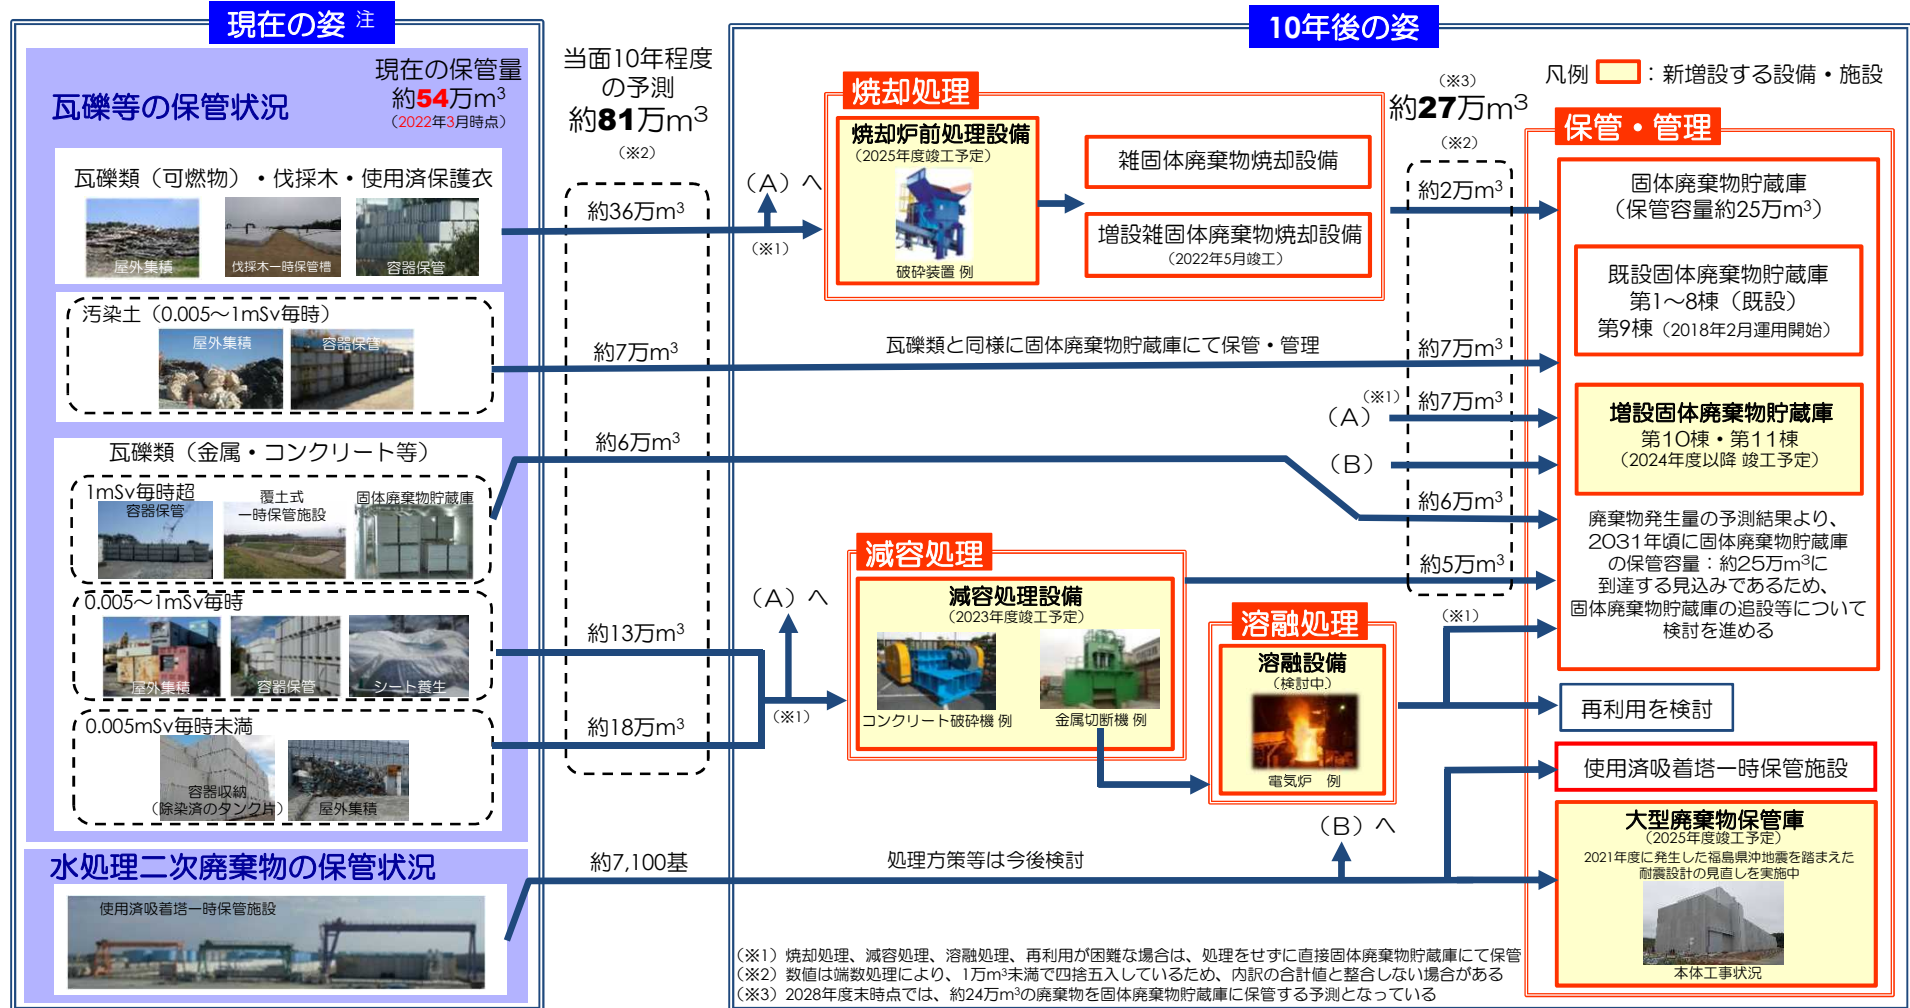 現在の姿 注
瓦礫等の保管状況
現在の保管量
約54万m³
（2022年3月時点）
瓦礫類（可燃物）・伐採木・使用済保護衣
屋外集積
伐採木一時保管槽
容器保管
汚染土（0.005～1mSv毎時）
屋外集積
容器保管
瓦礫類（金属・コンクリート等）
1mSv毎時超
容器保管
覆土式
一時保管施設
固体廃棄物貯蔵庫
0.005～1mSv毎時
屋外集積
容器保管
シート養生
0.005mSv毎時未満
容器収納
（除染済のタンク片）
屋外集積
水処理二次廃棄物の保管状況
使用済吸着塔一時保管施設
当面10年程度
の予測
約81万m³
（※2）
約36万m³
約7万m³
約6万m³
約13万m³
約18万m³
約7,100基
10年後の姿
凡例 ：新増設する設備・施設
（A）へ
（※1）
焼却処理
焼却炉前処理設備
（2025年度竣工予定）
破砕装置 例
雑固体廃棄物焼却設備
増設雑固体廃棄物焼却設備
（2022年5月竣工）
瓦礫類と同様に固体廃棄物貯蔵庫にて保管・管理
（A）へ
（※1）
減容処理
減容処理設備
（2023年度竣工予定）
コンクリート破砕機 例
金属切断機 例
溶融処理
溶融設備
（検討中）
電気炉 例
処理方策等は今後検討
（B）へ
（※3）
約27万m³
（※2）
約2万m³
約7万m³
（A）
（※1）
約7万m³
（B）
約6万m³
約5万m³
（※1）
保管・管理
固体廃棄物貯蔵庫
（保管容量約25万m³）
既設固体廃棄物貯蔵庫
第1～8棟（既設）
第9棟（2018年2月運用開始）
増設固体廃棄物貯蔵庫
第10棟・第11棟
（2024年度以降 竣工予定）
廃棄物発生量の予測結果より、
2031年頃に固体廃棄物貯蔵庫
の保管容量：約25万m³に
到達する見込みであるため、
固体廃棄物貯蔵庫の追設等について
検討を進める
再利用を検討
使用済吸着塔一時保管施設
大型廃棄物保管庫
（2025年度竣工予定）
2021年度に発生した福島県沖地震を踏まえた
耐震設計の見直しを実施中
本体工事状況
（※1）焼却処理、減容処理、溶融処理、再利用が困難な場合は、処理をせずに直接固体廃棄物貯蔵庫にて保管
（※2）数値は端数処理により、1万m³未満で四捨五入しているため、内訳の合計値と整合しない場合がある
（※3）2028年度末時点では、約24万m³の廃棄物を固体廃棄物貯蔵庫に保管する予測となっている